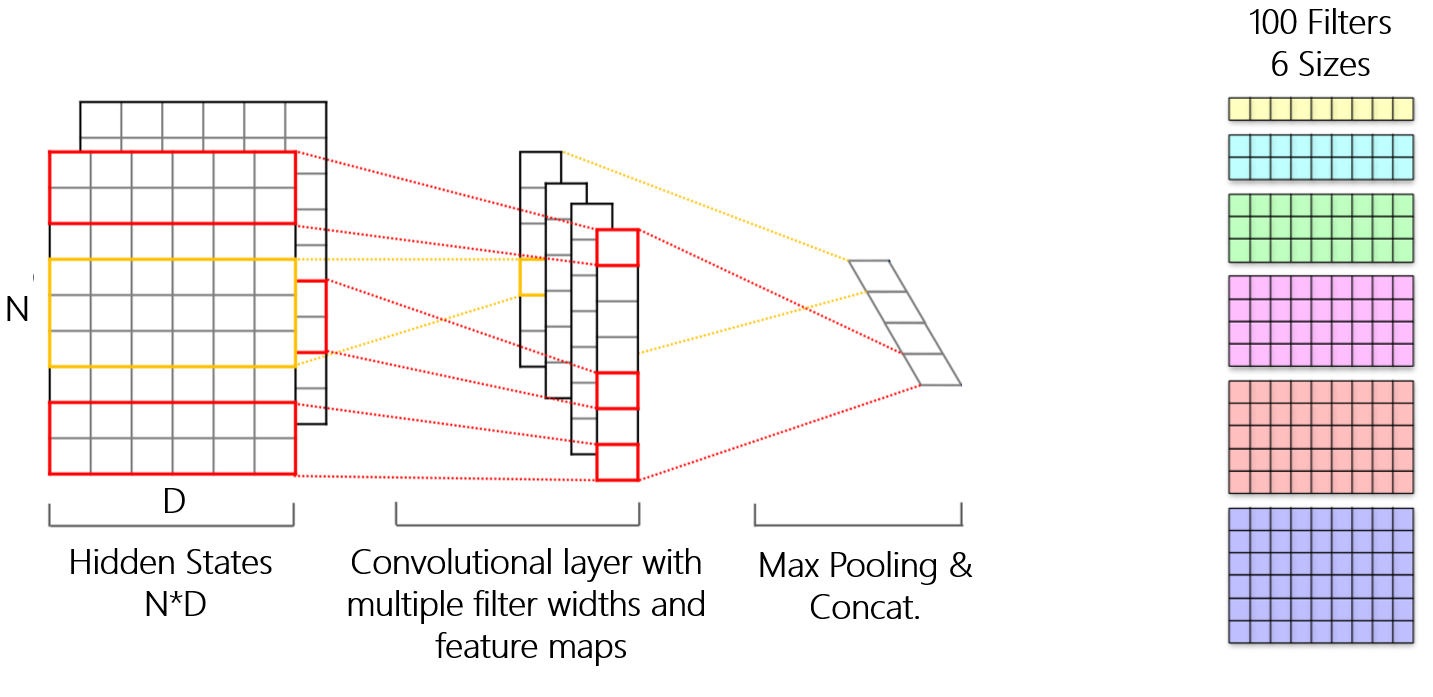 100 Filters
6 Sizes
N
D
Hidden States
N*D
Convolutional layer with
multiple filter widths and
feature maps
Max Pooling &
Concat.